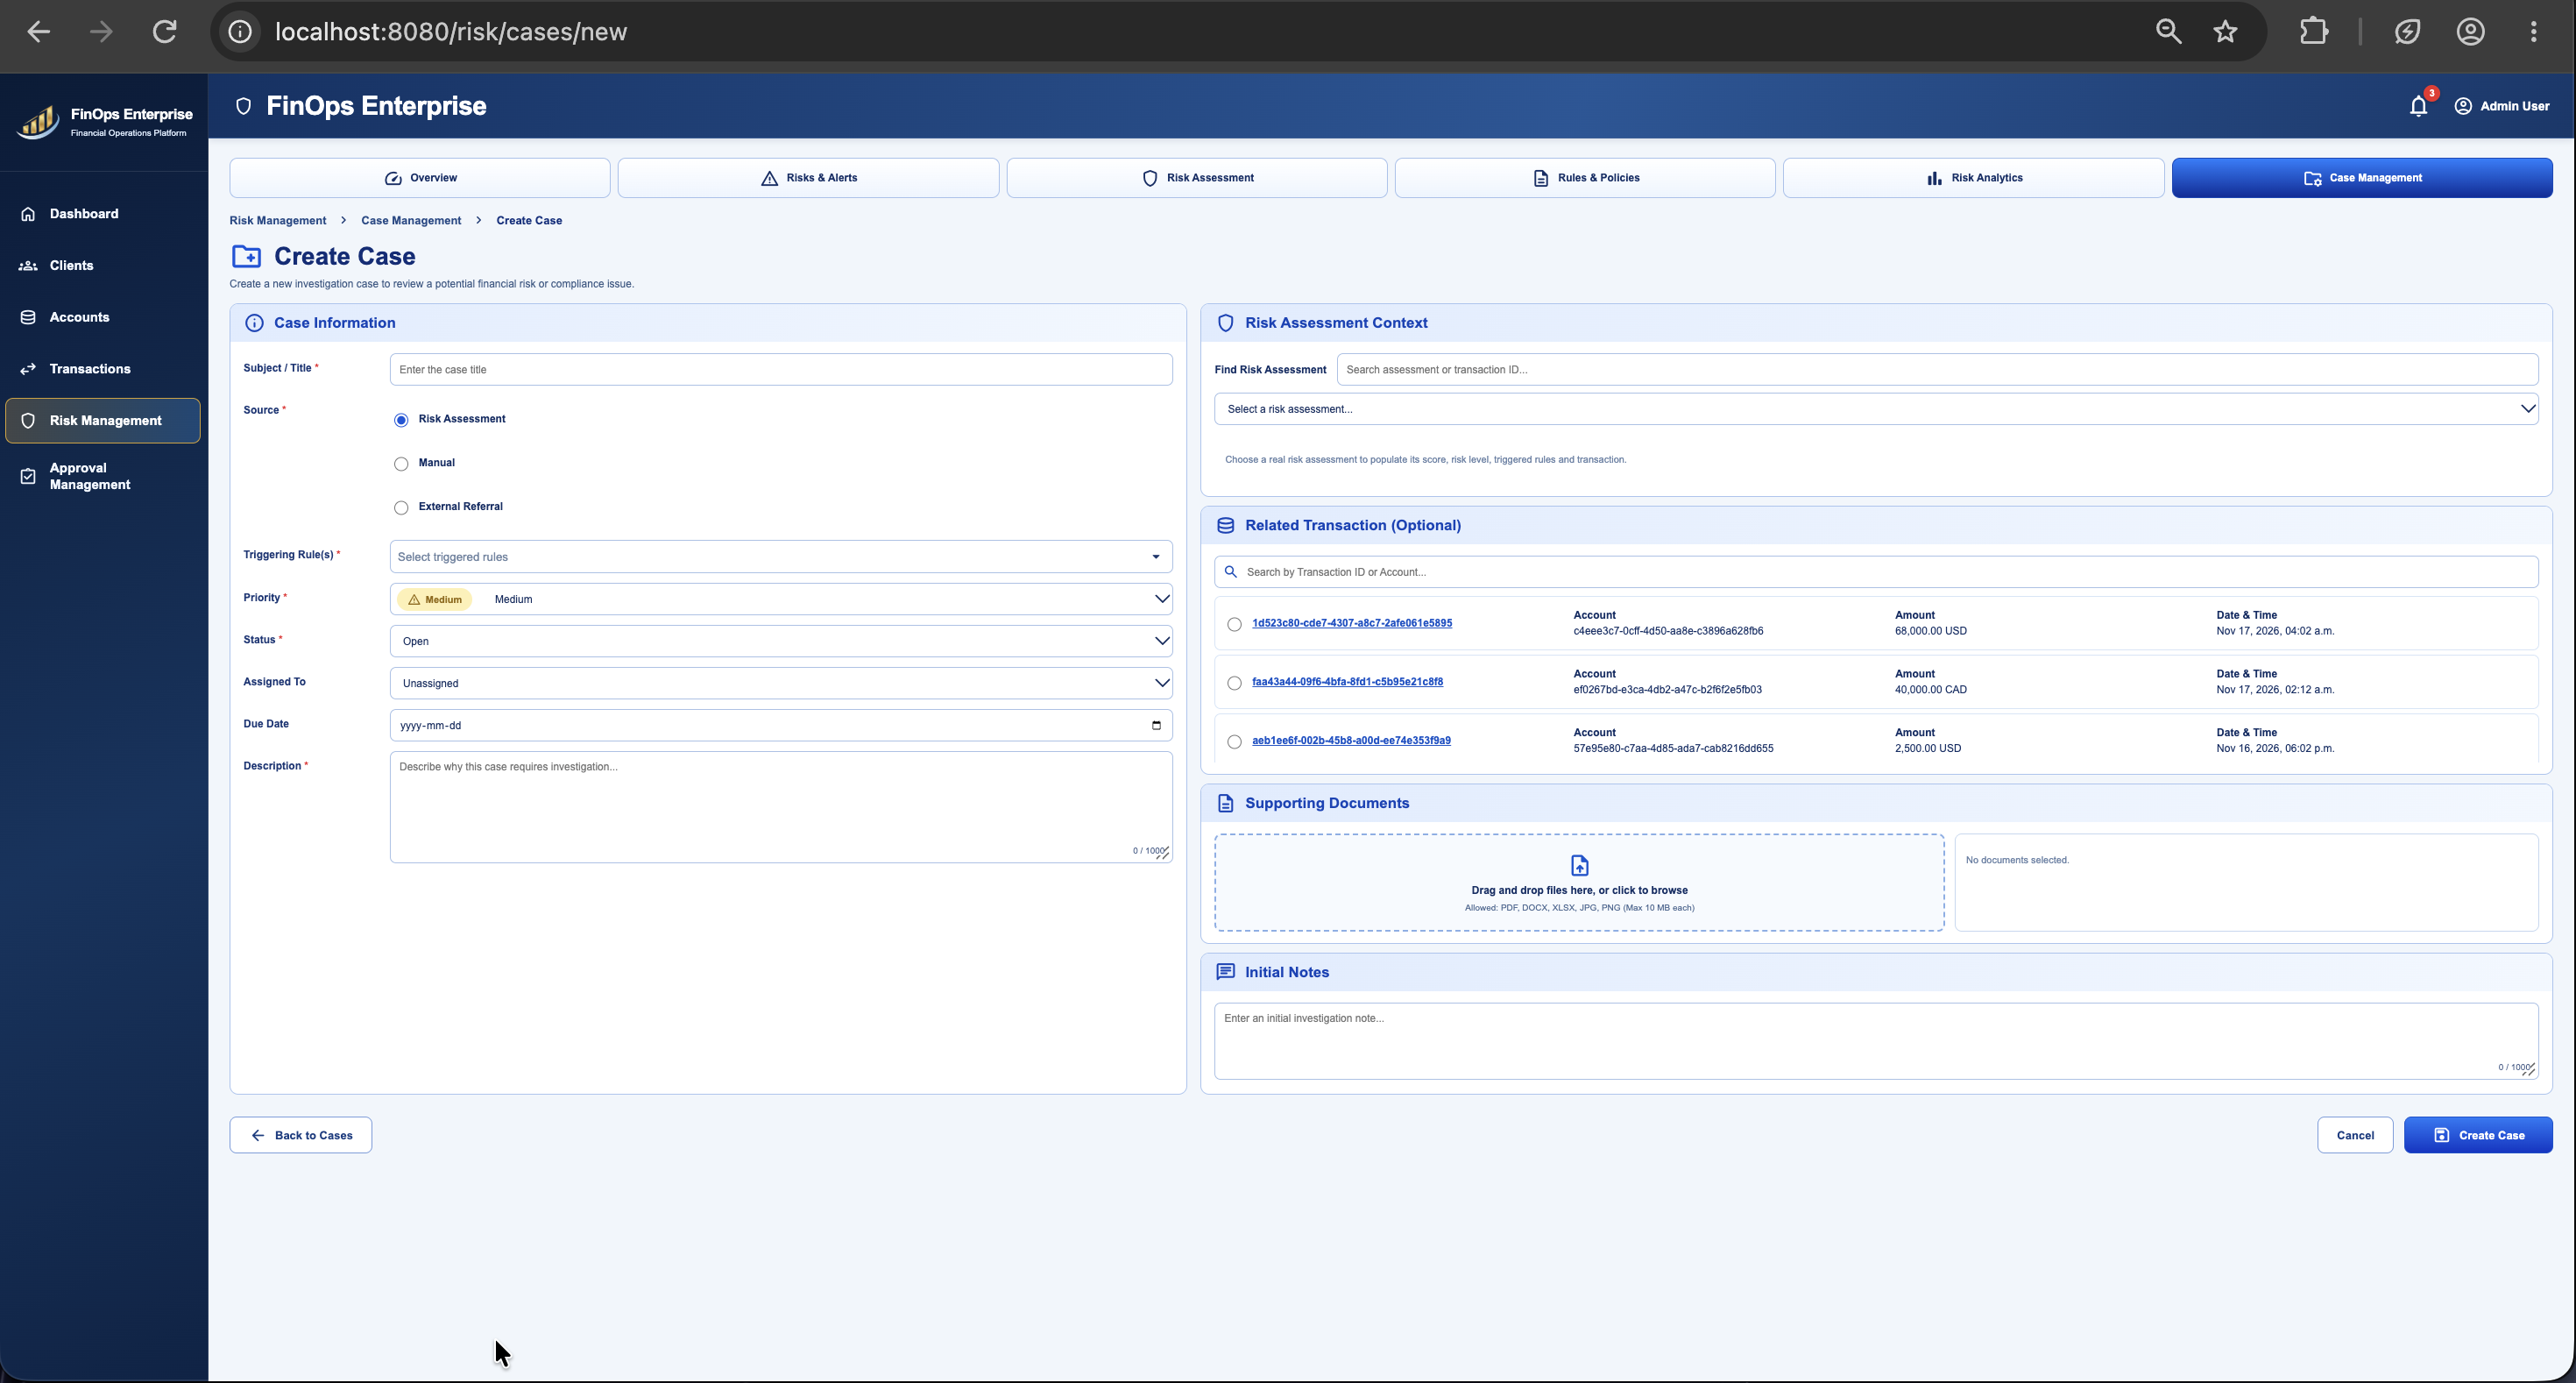 localhost:8080/risk/cases/new
FinOps Enterprise
Financial Operations Platform
FinOps Enterprise
3
Admin User
Dashboard
Clients
Accounts
Transactions
Risk Management
Approval
Management
Overview
Risks & Alerts
Risk Assessment
Rules & Policies
Risk Analytics
Case Management
Risk Management > Case Management > Create Case
Create Case
Create a new investigation case to review a potential financial risk or compliance issue.
Case Information
Subject / Title *
Enter the case title
Source *
Risk Assessment
Manual
External Referral
Triggering Rule(s) *
Select triggered rules
Priority *
Medium
Medium
Status *
Open
Assigned To
Unassigned
Due Date
yyyy-mm-dd
Description *
Describe why this case requires investigation...
0 / 1000
Risk Assessment Context
Find Risk Assessment
Search assessment or transaction ID...
Select a risk assessment...
Choose a real risk assessment to populate its score, risk level, triggered rules and transaction.
Related Transaction (Optional)
Search by Transaction ID or Account...
Account Amount Date & Time
1d523c80-cde7-4307-a8c7-2afe061e5895 c4eee3c7-0cff-4d50-aa8e-c3896a628fb6 68,000.00 USD Nov 17, 2026, 04:02 a.m.
Account Amount Date & Time
faa43a44-09f6-4bfa-8fd1-c5b95e21c8f8 ef0267bd-e3ca-4db2-a47c-b2f6f2e5fb03 40,000.00 CAD Nov 17, 2026, 02:12 a.m.
Account Amount Date & Time
aeb1ee6f-002b-45b8-a00d-ee74e353f9a9 57e95e80-c7aa-4d85-ada7-cab8216dd655 2,500.00 USD Nov 16, 2026, 06:02 p.m.
Supporting Documents
Drag and drop files here, or click to browse
Allowed: PDF, DOCX, XLSX, JPG, PNG (Max 10 MB each)
No documents selected.
Initial Notes
Enter an initial investigation note...
0 / 1000
Back to Cases
Cancel
Create Case